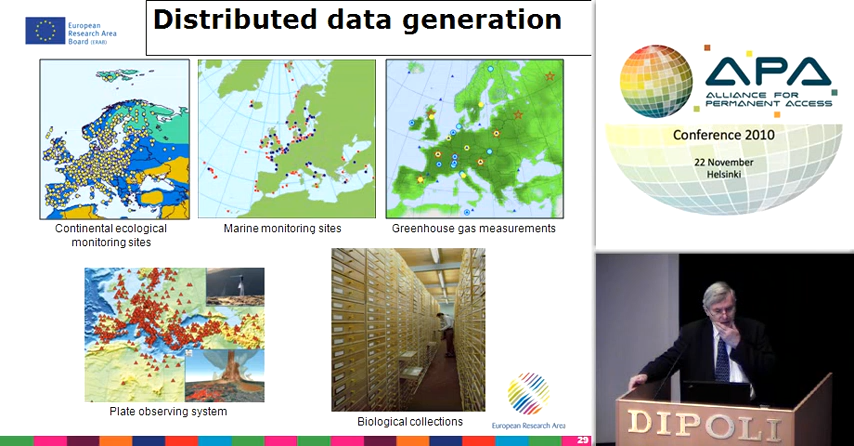 European
Research Area
Board (ERAB)
Distributed data generation
Continental ecological
monitoring sites
Marine monitoring sites
Greenhouse gas measurements
Plate observing system
Biological collections
European Research Area
29
APA
ALLIANCE FOR
PERMANENT ACCESS
Conference 2010
22 November
Helsinki
DIPOLI